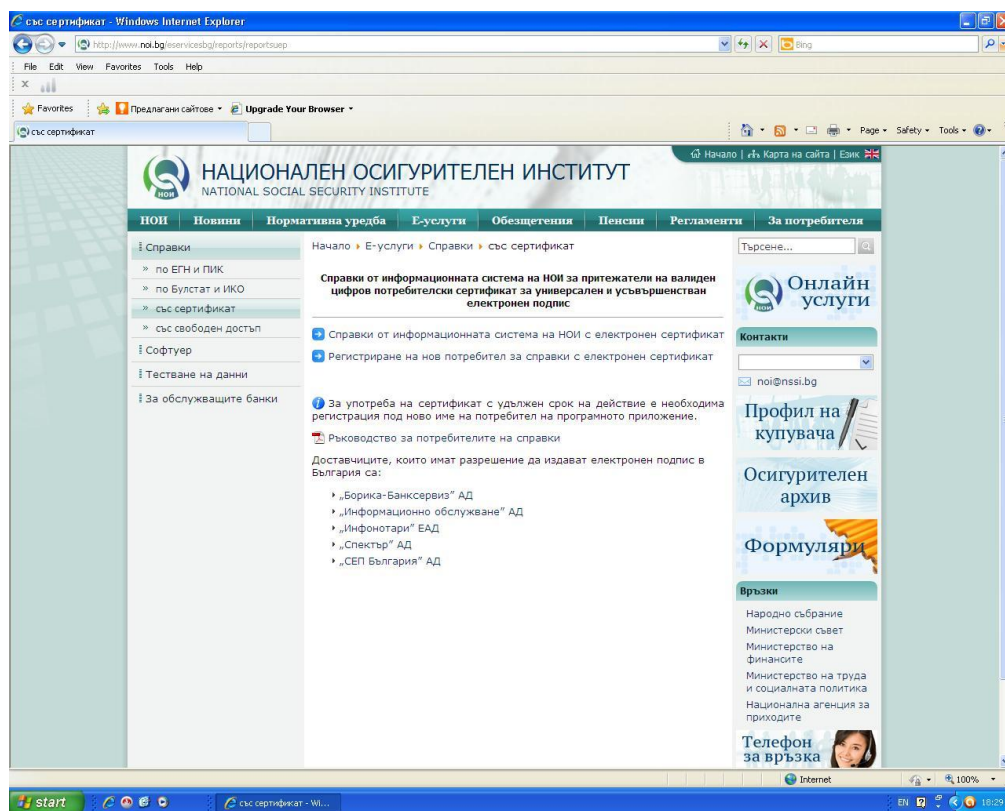 със сертификат - Windows Internet Explorer
http://www.noi.bg/eservicesbg/reports/reportsuep
Bing
File Edit View Favorites Tools Help
x
Favorites Предлагани сайтове Upgrade Your Browser
със сертификат
Page Safety Tools
Начало | Карта на сайта | Език
НОИ
НАЦИОНАЛЕН ОСИГУРИТЕЛЕН ИНСТИТУТ
NATIONAL SOCIAL SECURITY INSTITUTE
НОИ Новини Нормативна уредба Е-услуги Обезщетения Пенсии Регламенти За потребителя
Справки
» по ЕГН и ПИК
» по Булстат и ИКО
» със сертификат
» със свободен достъп
Софтуер
Тестване на данни
За обслужващите банки
Начало Е-услуги Справки със сертификат
Справки от информационната система на НОИ за притежатели на валиден
цифров потребителски сертификат за универсален и усъвършенстван
електронен подпис
Справки от информационната система на НОИ с електронен сертификат
Регистриране на нов потребител за справки с електронен сертификат
За употреба на сертификат с удължен срок на действие е необходима
регистрация под ново име на потребител на програмното приложение.
Ръководство за потребителите на справки
Доставчиците, които имат разрешение да издават електронен подпис в
България са:
„Борика-Банксервиз” АД
„Информационно обслужване” АД
„Инфонотари” ЕАД
„Спектър” АД
„СЕП България” АД
Търсене...
НОИ
Онлайн
услуги
Контакти
noi@nssi.bg
Профил на
купувача
Осигурителен
архив
Формуляри
Връзки
Народно събрание
Министерски съвет
Министерство на
финансите
Министерство на труда
и социалната политика
Национална агенция за
приходите
Телефон
за връзка
Internet 100%
start
със сертификат - Wi...
EN 18:29